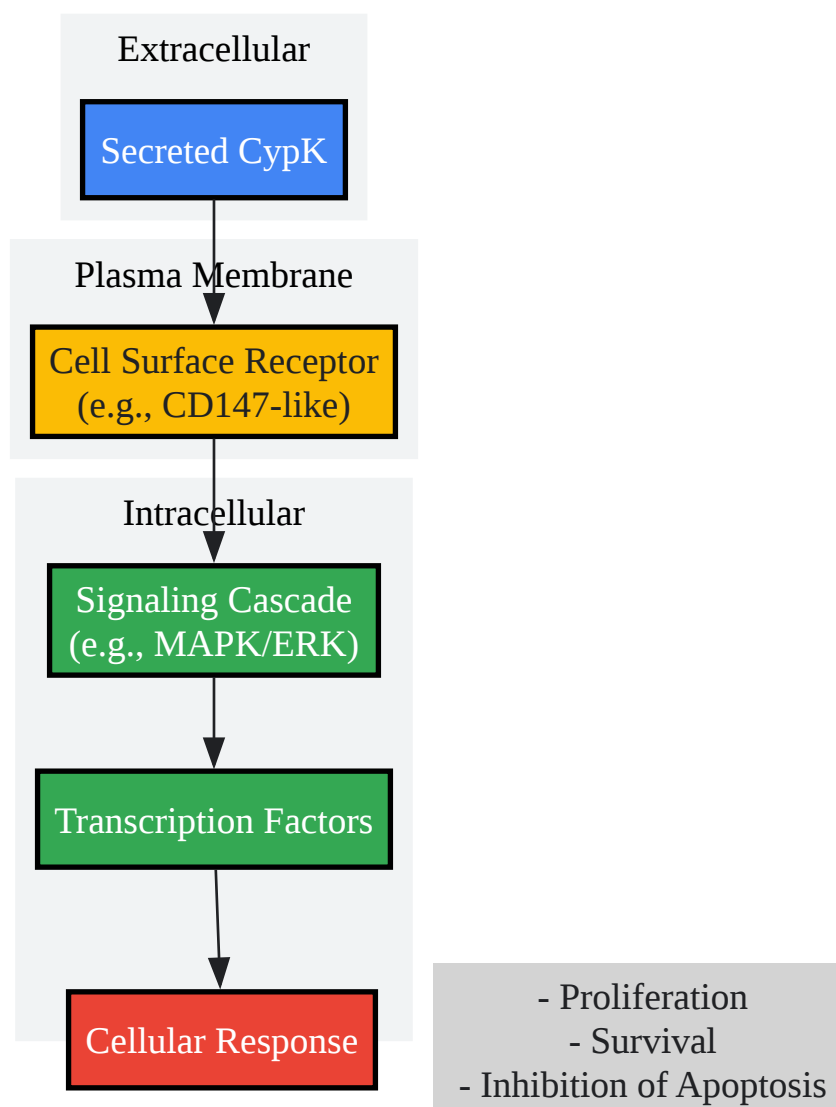 Extracellular
Secreted CypK
Plasma Membrane
Cell Surface Receptor
(e.g., CD147-like)
Intracellular
Signaling Cascade
(e.g., MAPK/ERK)
Transcription Factors
Cellular Response
- Proliferation
- Survival
- Inhibition of Apoptosis